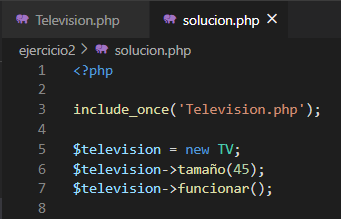 Television.php
solucion.php ×
ejercicio2 > solucion.php
1 <?php
2
3 include_once('Television.php');
4
5 $television = new TV;
6 $television->tamaño(45);
7 $television->funcionar();
8